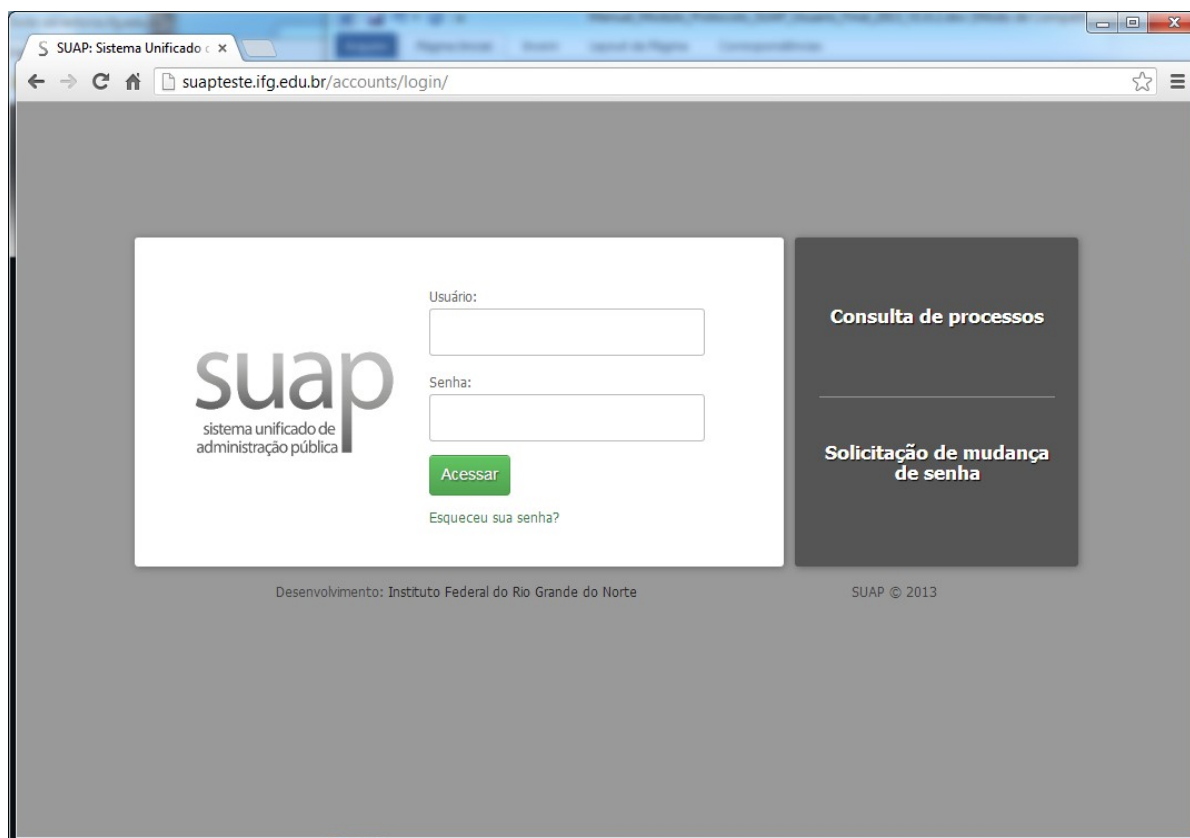 SUAP: Sistema Unificado
suapteste.ifg.edu.br/accounts/login/
Usuário:
Senha:
suap
sistema unificado de
administração pública
Acessar
Esqueceu sua senha?
Consulta de processos
Solicitação de mudança
de senha
Desenvolvimento: Instituto Federal do Rio Grande do Norte
SUAP © 2013